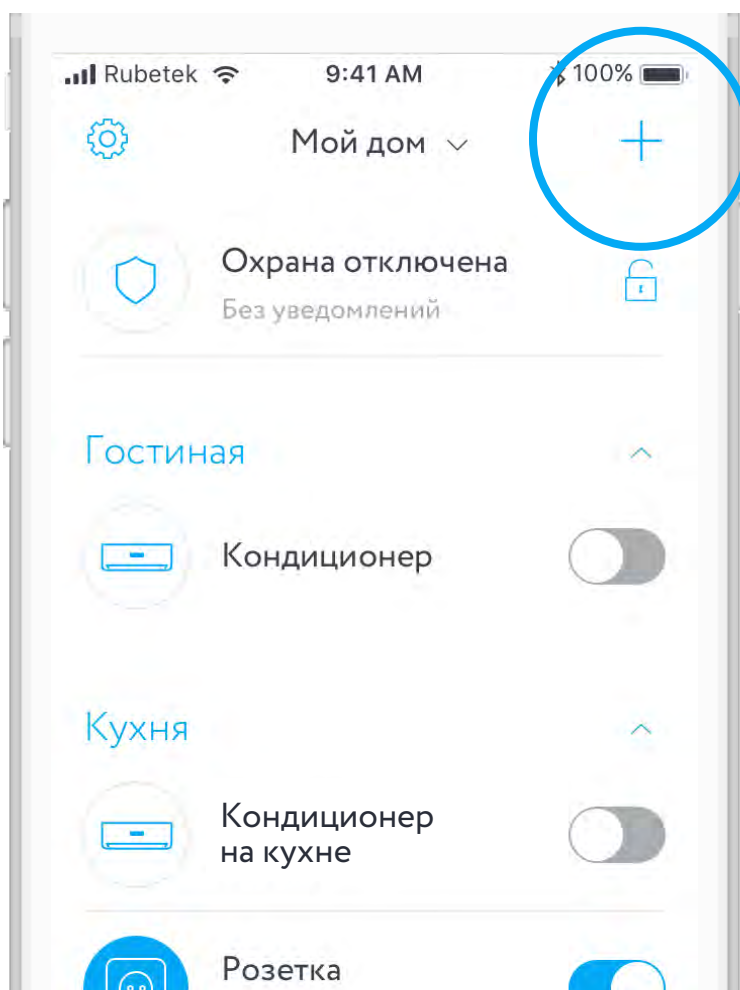 Rubetek 9:41 AM 100%
Мой дом
Охрана отключена
Без уведомлений
Гостиная
Кондиционер
Кухня
Кондиционер
на кухне
Розетка